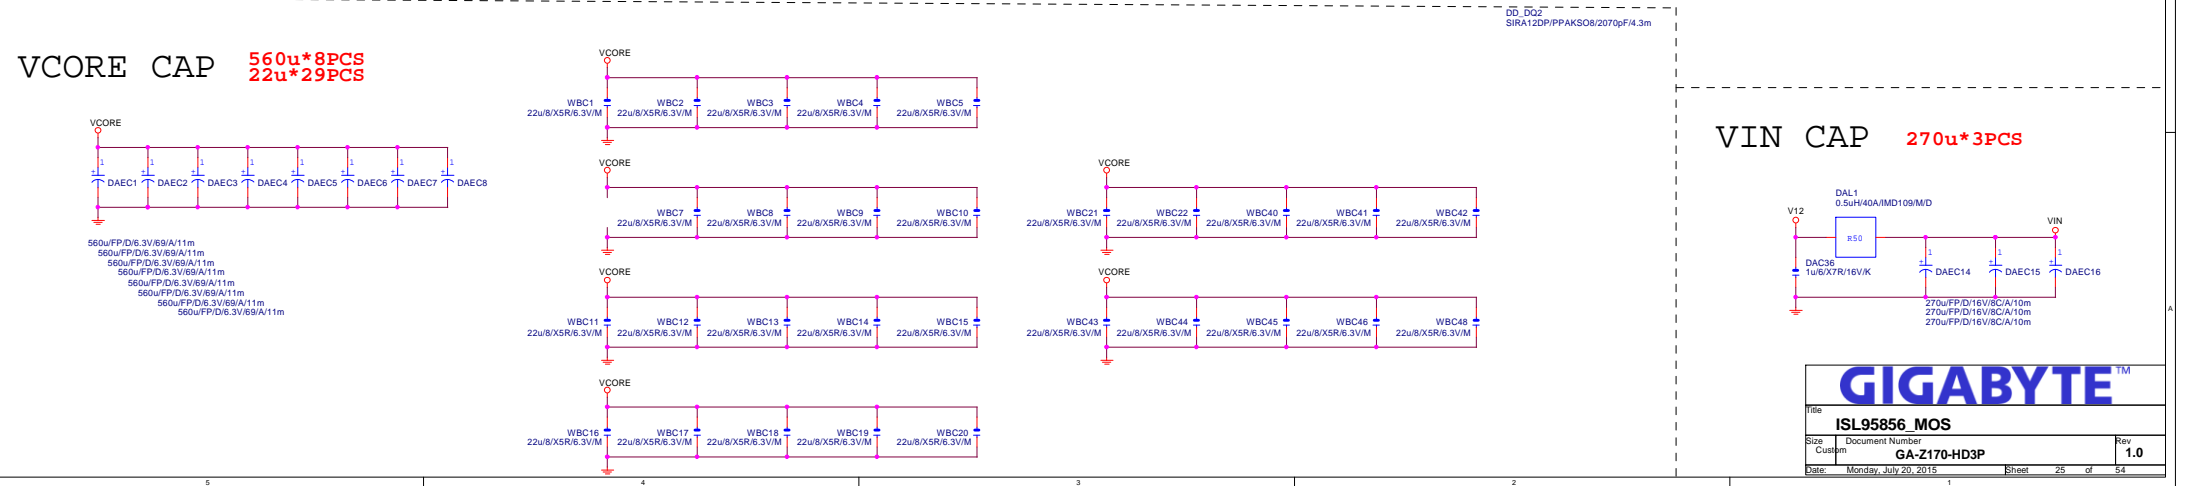 DD_DQ2
SIRA12DP/PPAKSO8/2070pF/4.3m
VCORE CAP
560u*8PCS
22u*29PCS
VCORE
1 1 1 1 1 1 1 1
DAEC1 DAEC2 DAEC3 DAEC4 DAEC5 DAEC6 DAEC7 DAEC8
560u/FP/D/6.3V/69/A/11m
560u/FP/D/6.3V/69/A/11m
560u/FP/D/6.3V/69/A/11m
560u/FP/D/6.3V/69/A/11m
560u/FP/D/6.3V/69/A/11m
560u/FP/D/6.3V/69/A/11m
560u/FP/D/6.3V/69/A/11m
560u/FP/D/6.3V/69/A/11m
VCORE
WBC1 WBC2 WBC3 WBC4 WBC5
22u/8/X5R/6.3V/M 22u/8/X5R/6.3V/M 22u/8/X5R/6.3V/M 22u/8/X5R/6.3V/M 22u/8/X5R/6.3V/M
VCORE
WBC7 WBC8 WBC9 WBC10
22u/8/X5R/6.3V/M 22u/8/X5R/6.3V/M 22u/8/X5R/6.3V/M 22u/8/X5R/6.3V/M
VCORE
WBC11 WBC12 WBC13 WBC14 WBC15
22u/8/X5R/6.3V/M 22u/8/X5R/6.3V/M 22u/8/X5R/6.3V/M 22u/8/X5R/6.3V/M 22u/8/X5R/6.3V/M
VCORE
WBC16 WBC17 WBC18 WBC19 WBC20
22u/8/X5R/6.3V/M 22u/8/X5R/6.3V/M 22u/8/X5R/6.3V/M 22u/8/X5R/6.3V/M 22u/8/X5R/6.3V/M
VCORE
WBC21 WBC22 WBC40 WBC41 WBC42
22u/8/X5R/6.3V/M 22u/8/X5R/6.3V/M 22u/8/X5R/6.3V/M 22u/8/X5R/6.3V/M 22u/8/X5R/6.3V/M
VCORE
WBC43 WBC44 WBC45 WBC46 WBC48
22u/8/X5R/6.3V/M 22u/8/X5R/6.3V/M 22u/8/X5R/6.3V/M 22u/8/X5R/6.3V/M 22u/8/X5R/6.3V/M
VIN CAP
270u*3PCS
DAL1
0.5uH/40A/IMD109/M/D
V12
VIN
R50
DAC36
1u/6/X7R/16V/K
1 1 1
DAEC14 DAEC15 DAEC16
270u/FP/D/16V/8C/A/10m
270u/FP/D/16V/8C/A/10m
270u/FP/D/16V/8C/A/10m
A
GIGABYTE™
Title
ISL95856_MOS
Size Document Number Rev
Custom GA-Z170-HD3P 1.0
Date: Monday, July 20, 2015 Sheet 25 of 54
5 4 3 2 1